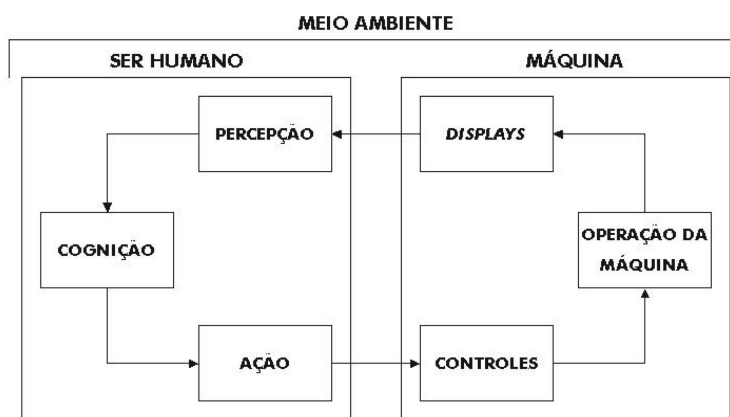 MEIO AMBIENTE
SER HUMANO
MÁQUINA
PERCEPÇÃO
DISPLAYS
COGNIÇÃO
OPERAÇÃO DA
MÁQUINA
AÇÃO
CONTROLES